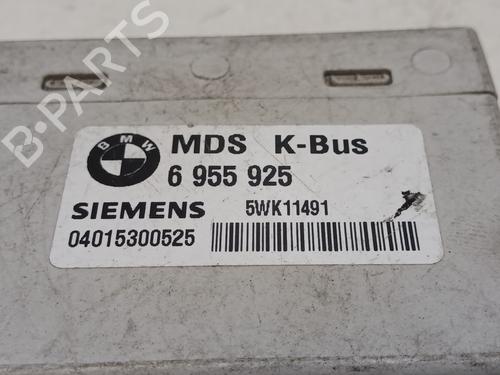 BMW
MDS K-Bus
6 955 925
SIEMENS 5WK11491
04015300525
B-PARTS